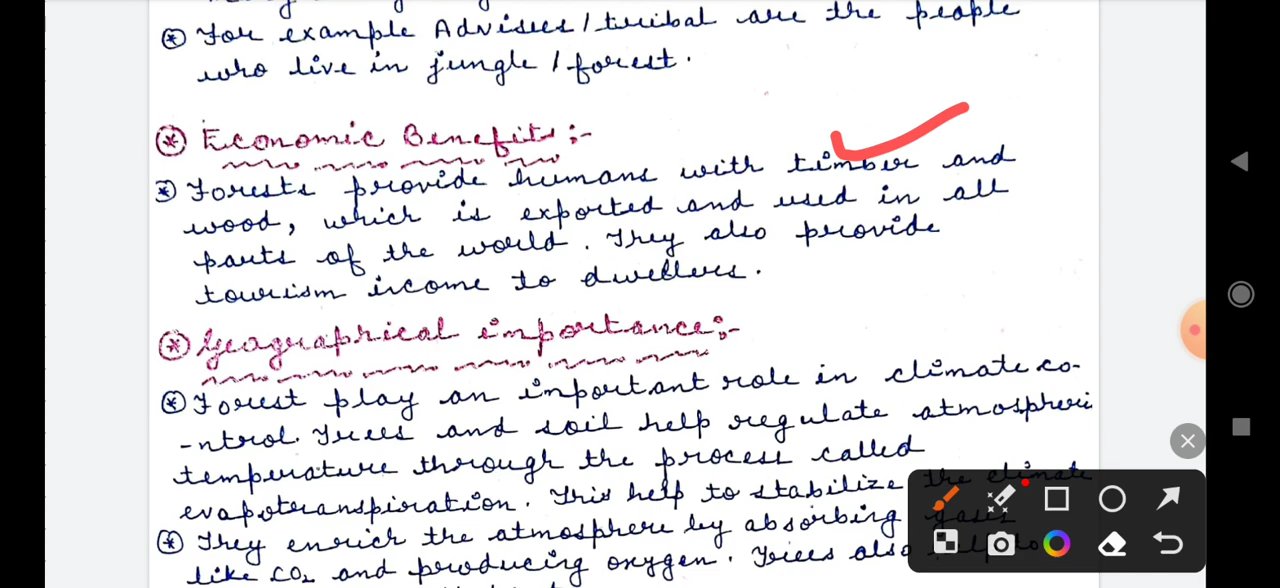 * For example Advises/tribal are the people
who live in jungle/forest.
* Economic Benefits:-
* Forests provide humans with timber and
wood, which is exported and used in all
parts of the world. They also provide
tourism income to dwellers.
* Geographical importance:-
* Forest play an important role in climate co-
-ntrol. Trees and soil help regulate atmospheri
temperature through the process called
evapotranspiration. This help to stabilize the climate
* They enrich the atmosphere by absorbing gases
like CO₂ and producing oxygen. Trees also